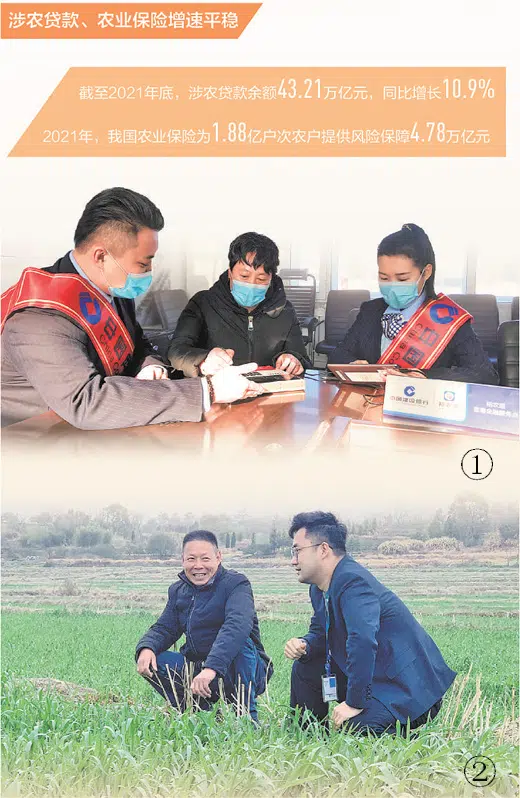 涉农贷款、农业保险增速平稳
截至2021年底，涉农贷款余额43.21万亿元，同比增长10.9%
2021年，我国农业保险为1.88亿户次农户提供风险保障4.78万亿元
中国
中国建设银行
①
②